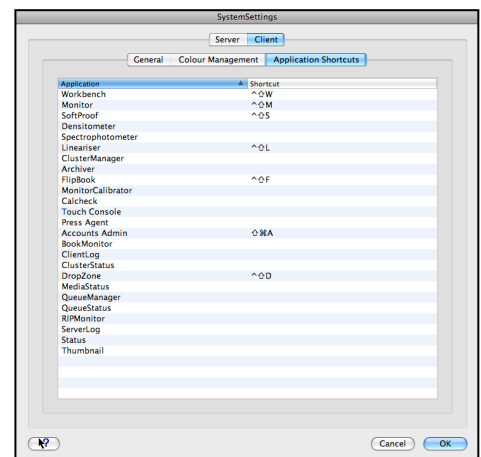 SystemSettings
Server Client
General Colour Management Application Shortcuts
Application Shortcut
Workbench ^⇧W
Monitor ^⇧M
SoftProof ^⇧S
Densitometer
Spectrophotometer
Lineariser ^⇧L
ClusterManager
Archiver
FlipBook ^⇧F
MonitorCalibrator
Calcheck
Touch Console
Press Agent
Accounts Admin ⇧⌘A
BookMonitor
ClientLog
ClusterStatus
DropZone ^⇧D
MediaStatus
QueueManager
QueueStatus
RIPMonitor
ServerLog
Status
Thumbnail
? Cancel OK